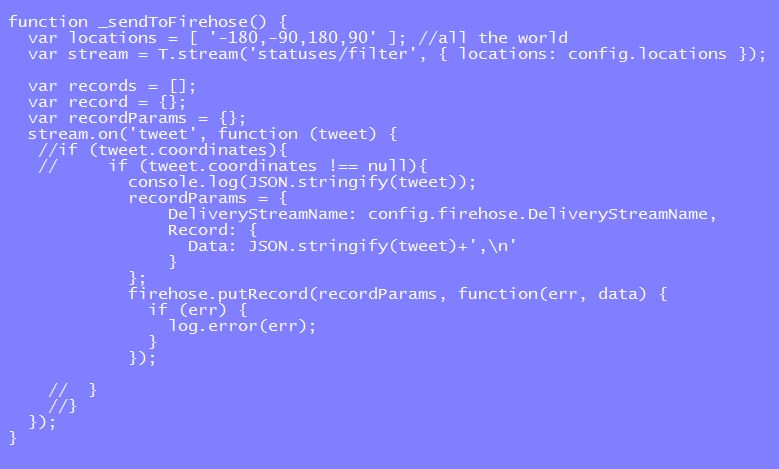 function _sendToFirehose() {
  var locations = [ '-180,-90,180,90' ]; //all the world
  var stream = T.stream('statuses/filter', { locations: config.locations });

  var records = [];
  var record = {};
  var recordParams = {};
  stream.on('tweet', function (tweet) {
   //if (tweet.coordinates){
   //     if (tweet.coordinates !== null){
            console.log(JSON.stringify(tweet));
            recordParams = {
                DeliveryStreamName: config.firehose.DeliveryStreamName,
                Record: {
                  Data: JSON.stringify(tweet)+',\n'
                }
            };
            firehose.putRecord(recordParams, function(err, data) {
              if (err) {
                log.error(err);
              }
            });

    //  }
    //}
  });
}